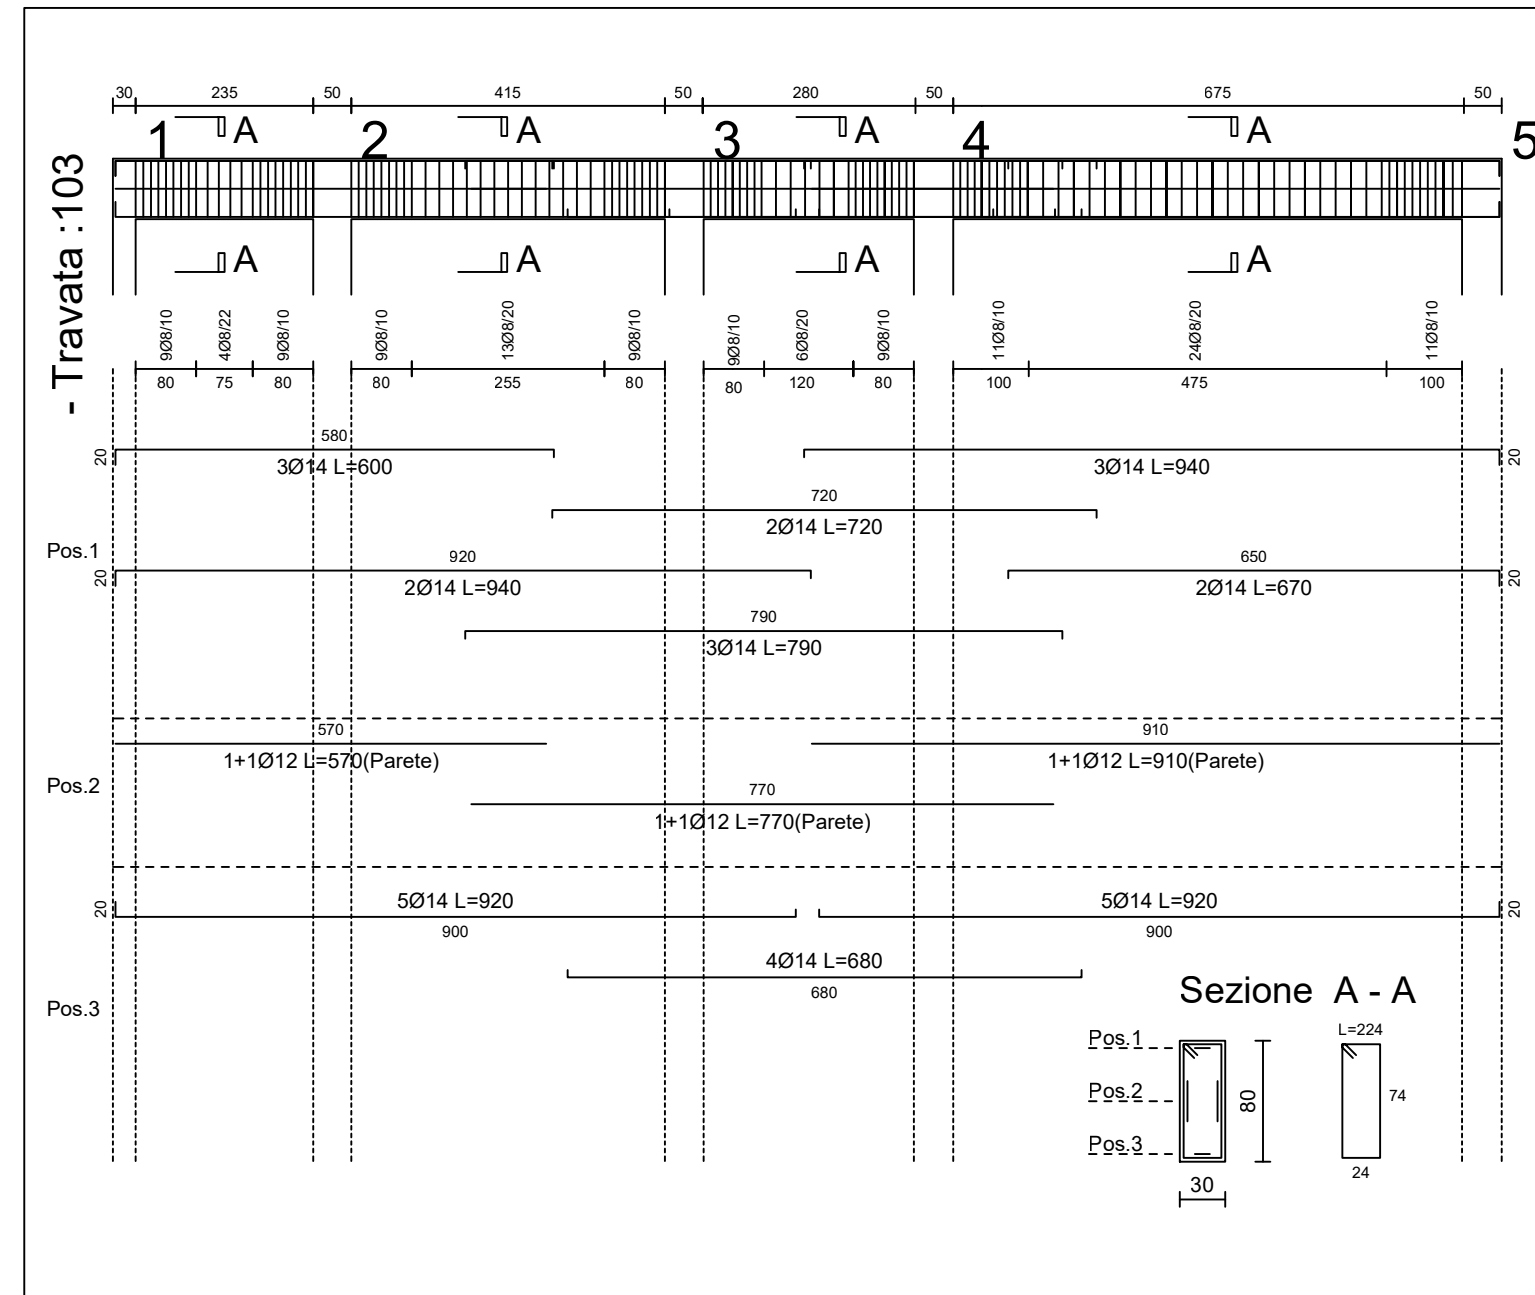 30 235 50 415 50 280 50 675 50
1 A 2 A 3 A 4 A 5
- Travata :103
A A A A
9Ø8/10 4Ø8/22 9Ø8/10 9Ø8/10 13Ø8/20 9Ø8/10 9Ø8/10 6Ø8/20 9Ø8/10 11Ø8/10 24Ø8/20 11Ø8/10
80 75 80 80 255 80 80 120 80 100 475 100
580
20 3Ø14 L=600 3Ø14 L=940 20
720
2Ø14 L=720
Pos.1
920 650
20 2Ø14 L=940 2Ø14 L=670 20
790
3Ø14 L=790
570 910
1+1Ø12 L=570(Parete) 1+1Ø12 L=910(Parete)
Pos.2
770
1+1Ø12 L=770(Parete)
20 5Ø14 L=920 5Ø14 L=920 20
900 900
4Ø14 L=680
680
Pos.3
Sezione A - A
Pos.1
Pos.2
Pos.3
80
30
L=224
74
24